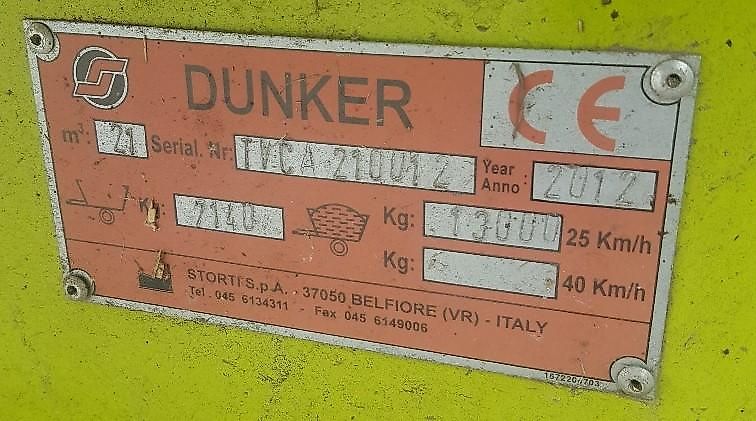 DUNKER CE
m³: 21 Serial. Nr: TVCA 210012 Year Anno : 2012
Kg: 7140 Kg: 13000 25 Km/h
Kg: 40 Km/h
STORTI S.p.A. - 37050 BELFIORE (VR) - ITALY
Tel . 045 6134311 - Fax 045 6149006
16722077D3